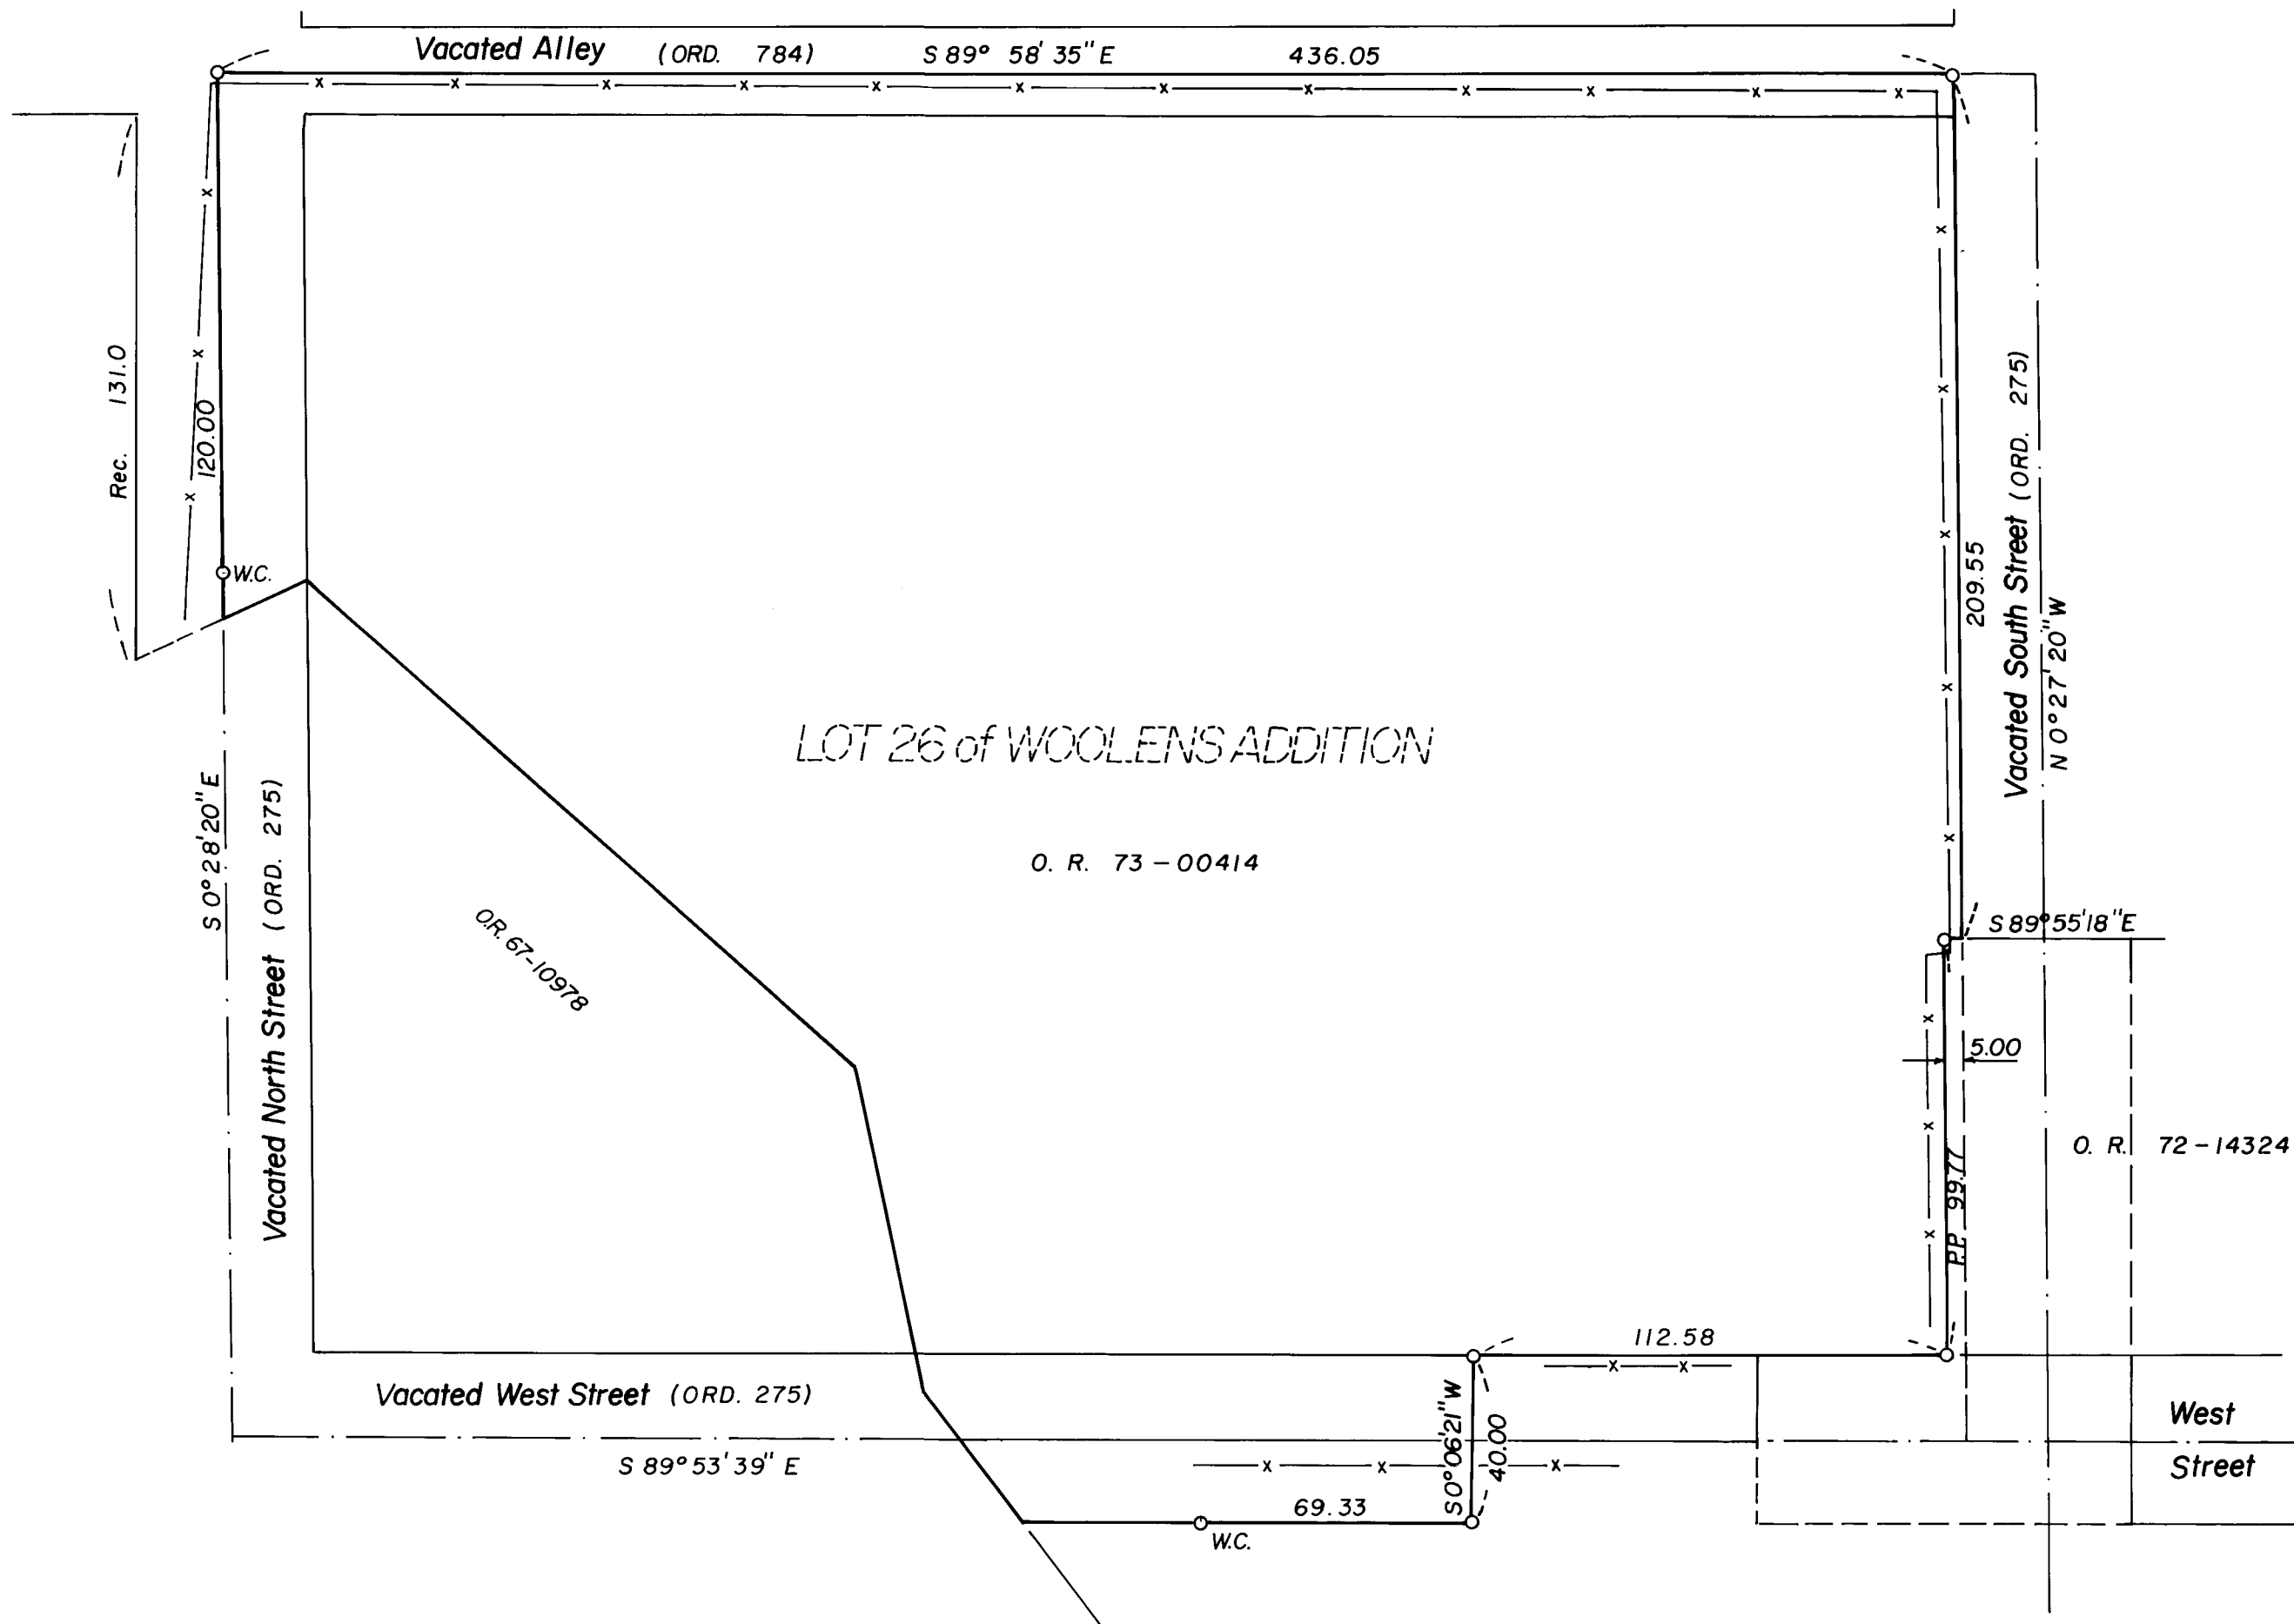 Vacated Alley (ORD. 784) S 89° 58' 35" E 436.05
Rec. 131.0
120.00
W.C.
S 0° 28' 20" E
Vacated North Street (ORD. 275)
O.R. 67-10978
LOT 26 of WOOLENS ADDITION
O. R. 73-00414
209.55
Vacated South Street (ORD. 275)
N 0° 27' 20" W
S 89° 55' 18" E
5.00
P.P. 99.77
O. R. 72-14324
112.58
Vacated West Street (ORD. 275)
S 89° 53' 39" E
S 0° 06' 21" W
40.00
69.33
W.C.
West
Street